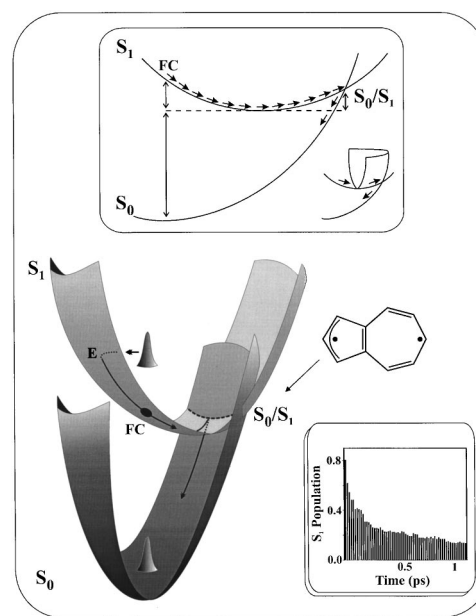 S₁
FC
S₀/S₁
S₀
S₁
E
FC
S₀/S₁
S₀
0.8
0.4
0
S₁ Population
0.5
1
Time (ps)